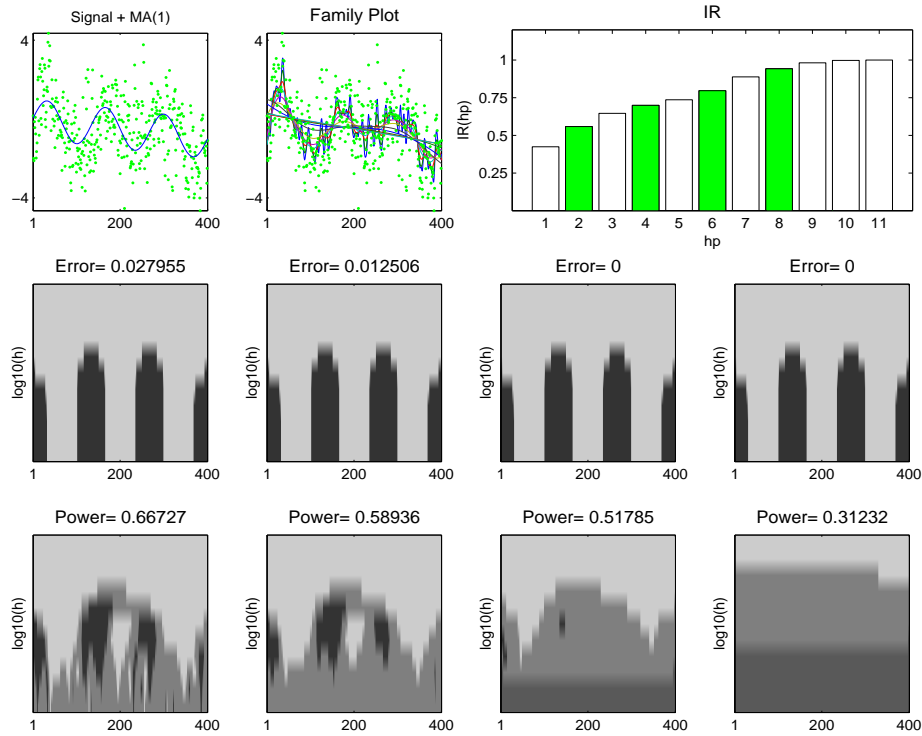 Signal + MA(1)
Family Plot
IR
4
−4
1
200
400
4
−4
1
200
400
IR(hp)
1
0.75
0.5
0.25
1 2 3 4 5 6 7 8 9 10 11
hp
Error= 0.027955
Error= 0.012506
Error= 0
Error= 0
log10(h)
log10(h)
log10(h)
log10(h)
1 200 400
1 200 400
1 200 400
1 200 400
Power= 0.66727
Power= 0.58936
Power= 0.51785
Power= 0.31232
log10(h)
log10(h)
log10(h)
log10(h)
1 200 400
1 200 400
1 200 400
1 200 400